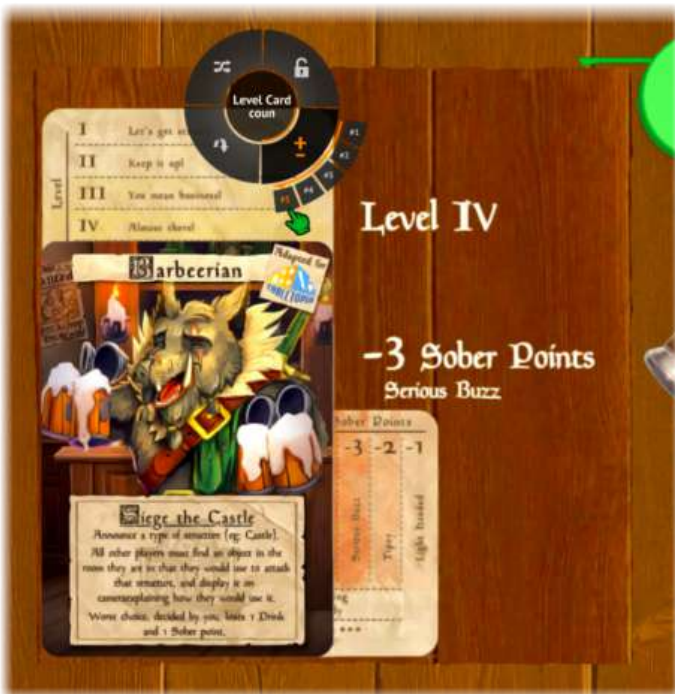 Level Card
coun
#1
#2
#3
#4
#5
Level
I Let's get
II Keep it up!
III You mean business!
IV Almost there!
Level IV
Barbeerian
Adapted for
TABLETOPIA
-3 Sober Points
Serious Buzz
Sober Points
-3 -2 -1
Serious Buzz
Tipsy
Light Headed
Siege the Castle
Announce a type of structure (eg: Castle).
All other players must find an object in the
room they are in that they would use to attack
that structure, and display it on
cameraexplaining how they would use it.
Worst choice, decided by you, loses 1 Drink
and 1 Sober point.